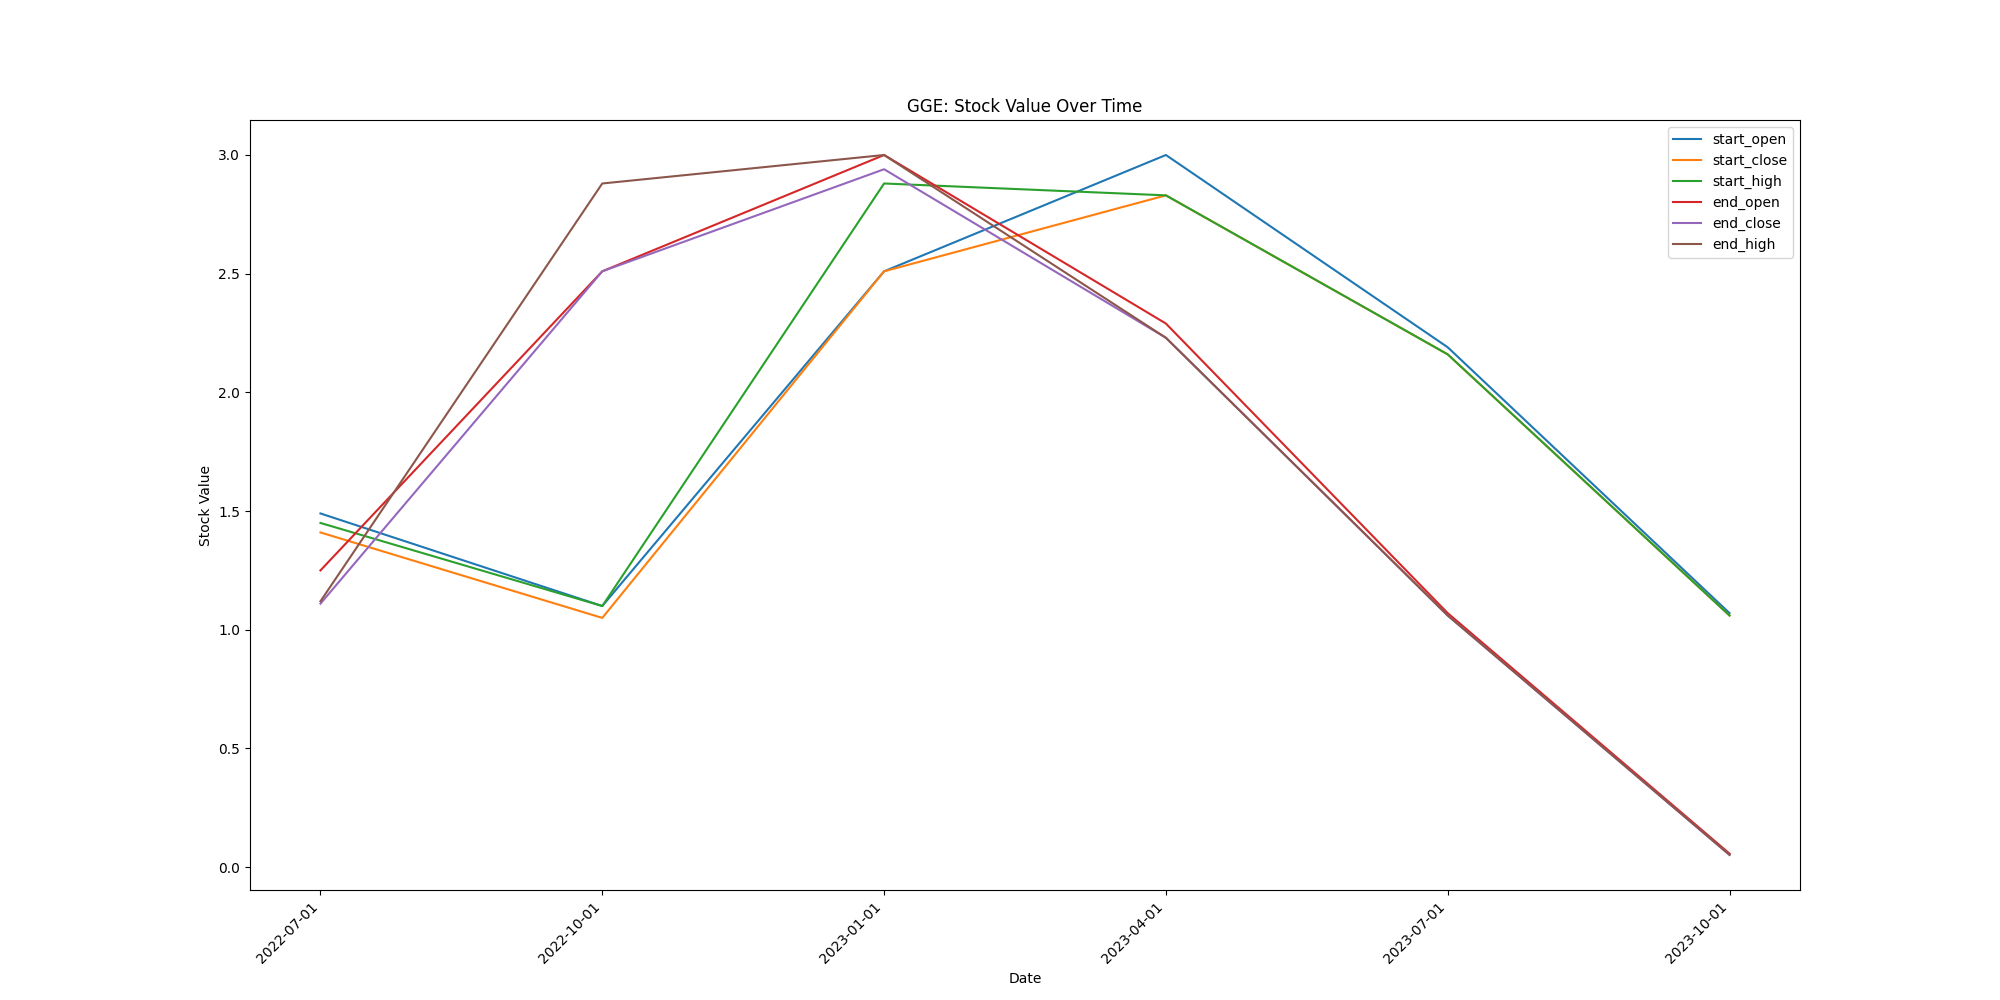 GGE: Stock Value Over Time
start_open
start_close
start_high
end_open
end_close
end_high
Stock Value
3.0
2.5
2.0
1.5
1.0
0.5
0.0
2022-07-01
2022-10-01
2023-01-01
2023-04-01
2023-07-01
2023-10-01
Date